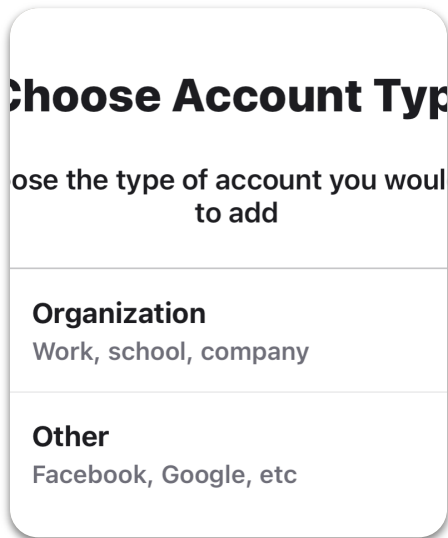 Choose Account Typ
ose the type of account you woul
to add
Organization
Work, school, company
Other
Facebook, Google, etc